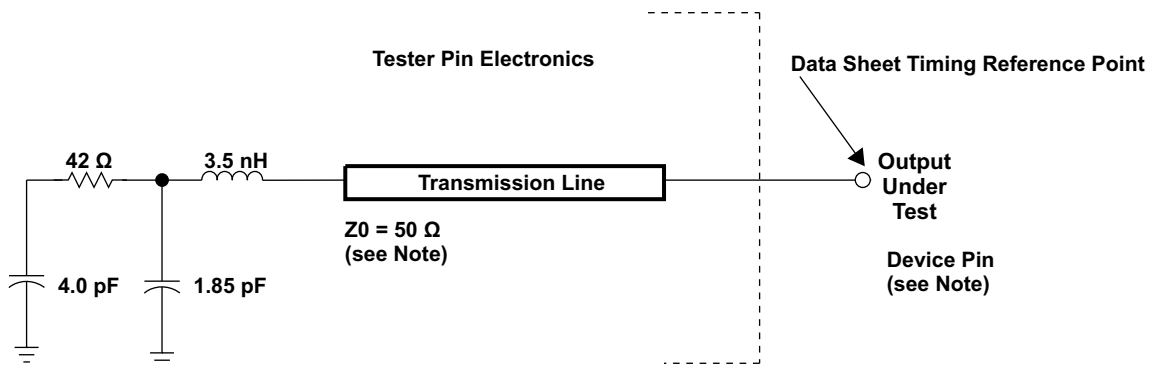 Tester Pin Electronics
Data Sheet Timing Reference Point
42 Ω
3.5 nH
Transmission Line
Output
Under
Test
Z0 = 50 Ω
(see Note)
Device Pin
(see Note)
4.0 pF
1.85 pF